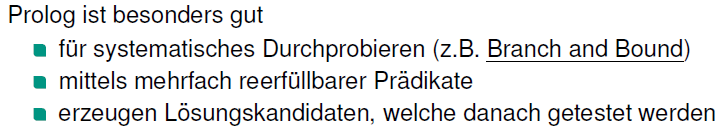 Prolog ist besonders gut
für systematisches Durchprobieren (z.B. Branch and Bound)
mittels mehrfach reerfüllbarer Prädikate
erzeugen Lösungskandidaten, welche danach getestet werden